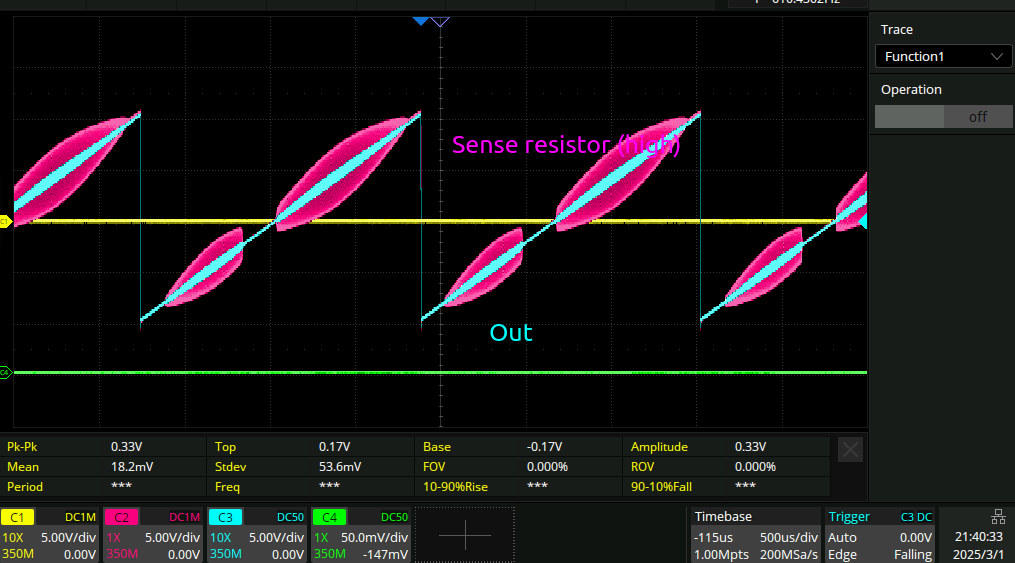 Trace
Function1
Operation
off
Sense resistor (high)
C1
Out
C4
Pk-Pk 0.33V Top 0.17V Base -0.17V Amplitude 0.33V
Mean 18.2mV Stdev 53.6mV FOV 0.000% ROV 0.000%
Period *** Freq *** 10-90%Rise *** 90-10%Fall ***
C1 DC1M C2 DC1M C3 DC50 C4 DC50 Timebase Trigger C3 DC
10X 5.00V/div 1X 5.00V/div 10X 5.00V/div 1X 50.0mV/div -115us 500us/div Auto 0.00V 21:40:33
350M 0.00V 350M 0.00V 350M 0.00V 350M -147mV 1.00Mpts 200MSa/s Edge Falling 2025/3/1